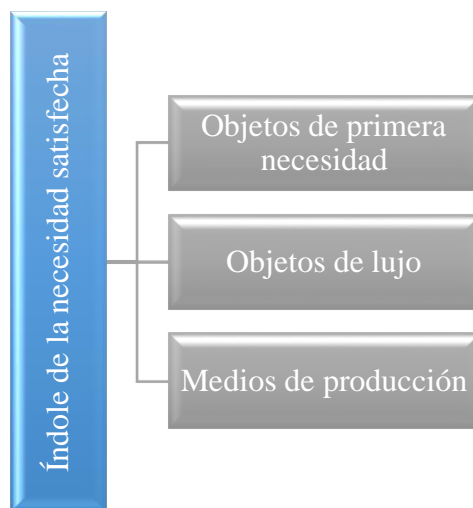 Índole de la necesidad satisfecha
Objetos de primera
necesidad
Objetos de lujo
Medios de producción